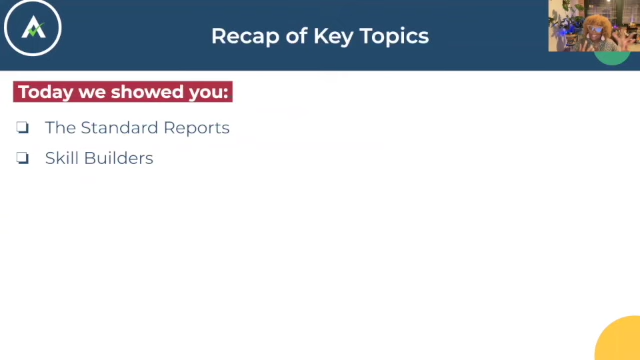 Recap of Key Topics
Today we showed you:
The Standard Reports
Skill Builders